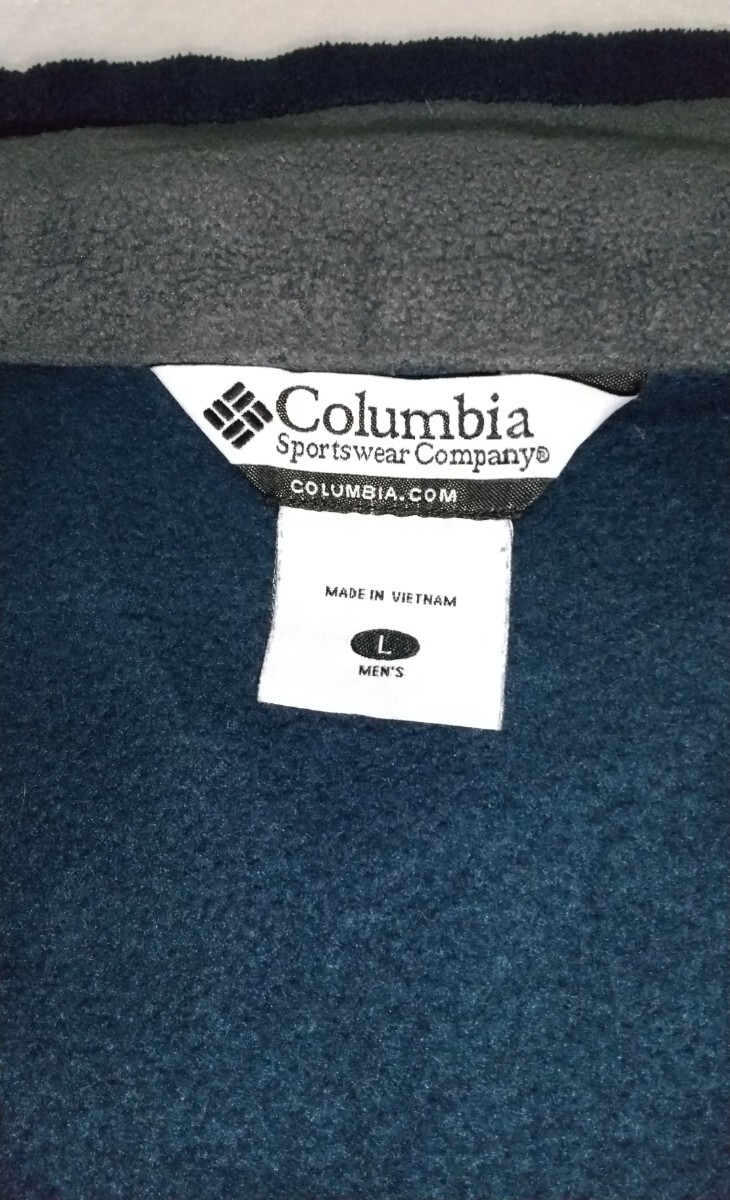 Columbia
Sportswear Company®
COLUMBIA.COM
MADE IN VIETNAM
L
MEN'S